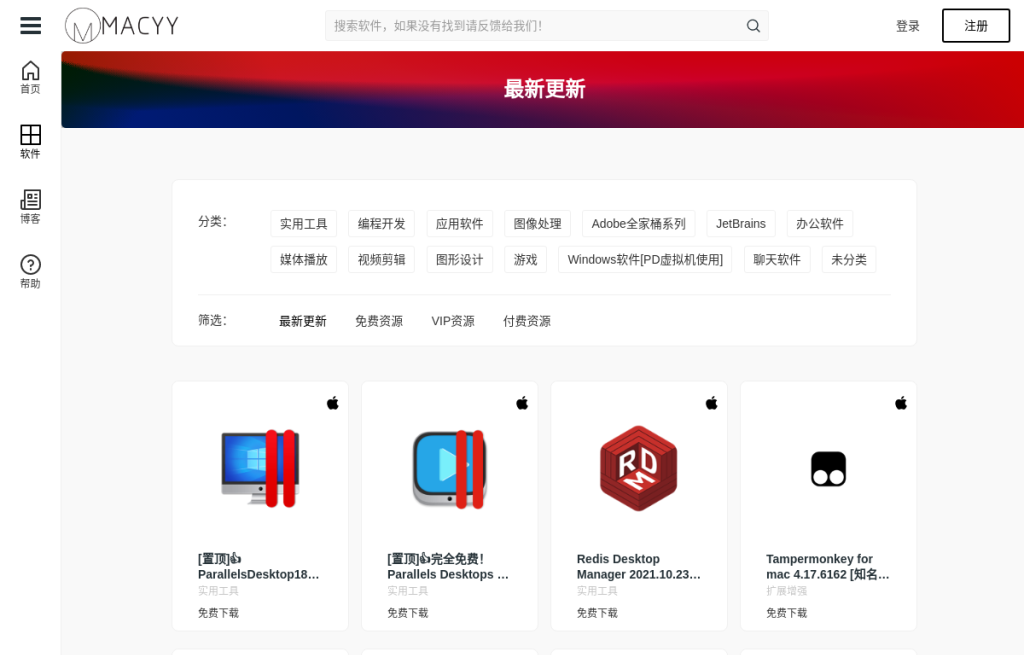 MACYY
搜索软件，如果没有找到请反馈给我们！
登录
注册
首页
软件
博客
帮助
最新更新
分类：
实用工具 编程开发 应用软件 图像处理 Adobe全家桶系列 JetBrains 办公软件
媒体播放 视频剪辑 图形设计 游戏 Windows软件[PD虚拟机使用] 聊天软件 未分类
筛选：
最新更新 免费资源 VIP资源 付费资源
[置顶]👍
ParallelsDesktop18…
实用工具
免费下载
[置顶]👍完全免费！
Parallels Desktops …
实用工具
免费下载
RDM
Redis Desktop
Manager 2021.10.23…
实用工具
免费下载
Tampermonkey for
mac 4.17.6162 [知名…
扩展增强
免费下载